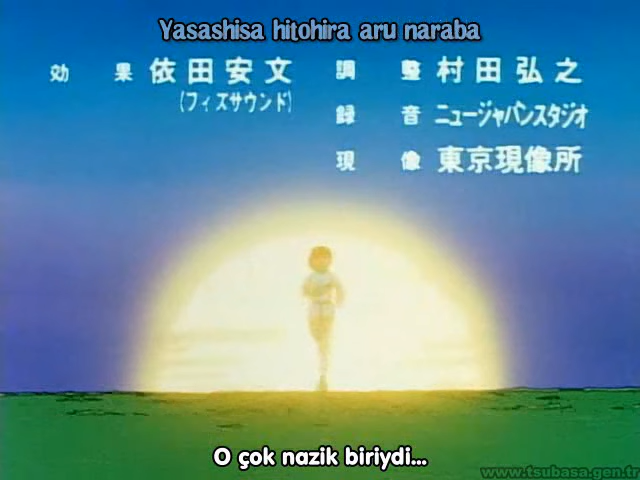 Yasashisa hitohira aru naraba
効果 依田安文
(フィズサウンド)
調整 村田弘之
録音 ニュージャパンスタジオ
現像 東京現像所
O çok nazik biriydi...
www.tsubasa.gen.tr